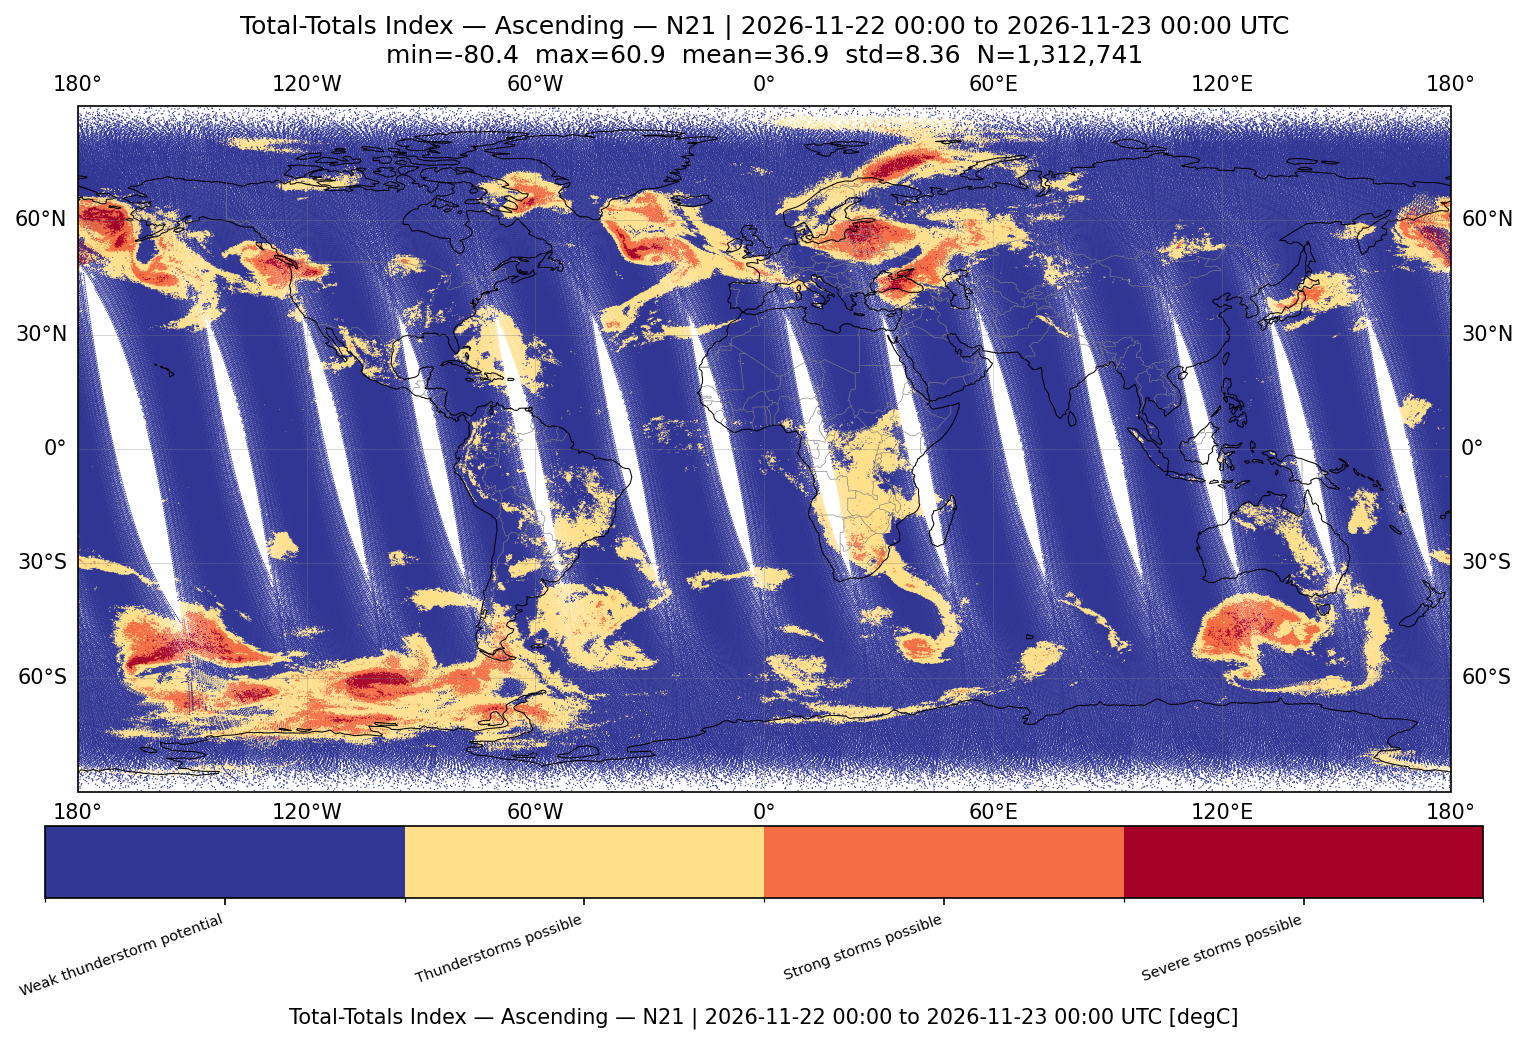 Total-Totals Index — Ascending — N21 | 2026-11-22 00:00 to 2026-11-23 00:00 UTC
min=-80.4 max=60.9 mean=36.9 std=8.36 N=1,312,741
180° 120°W 60°W 0° 60°E 120°E 180°
60°N 60°N
30°N 30°N
0° 0°
30°S 30°S
60°S 60°S
180° 120°W 60°W 0° 60°E 120°E 180°
Weak thunderstorm potential
Thunderstorms possible
Strong storms possible
Severe storms possible
Total-Totals Index — Ascending — N21 | 2026-11-22 00:00 to 2026-11-23 00:00 UTC [degC]